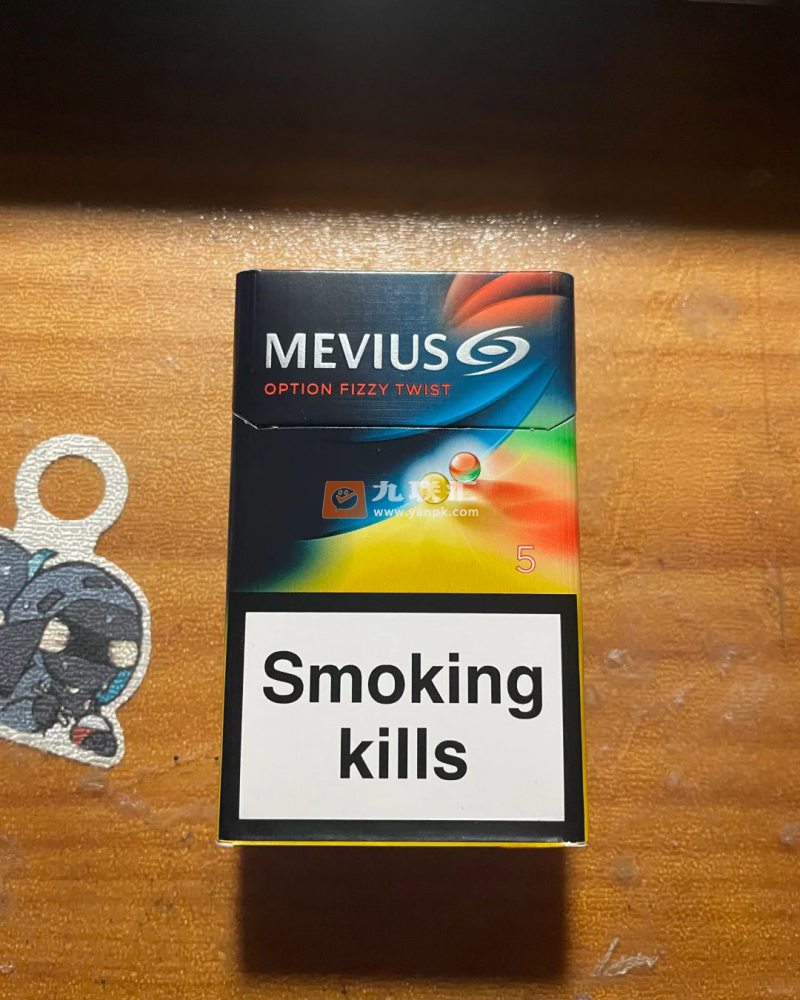 MEVIUS
OPTION FIZZY TWIST
九联汇
www.yanpk.com
5
Smoking
kills